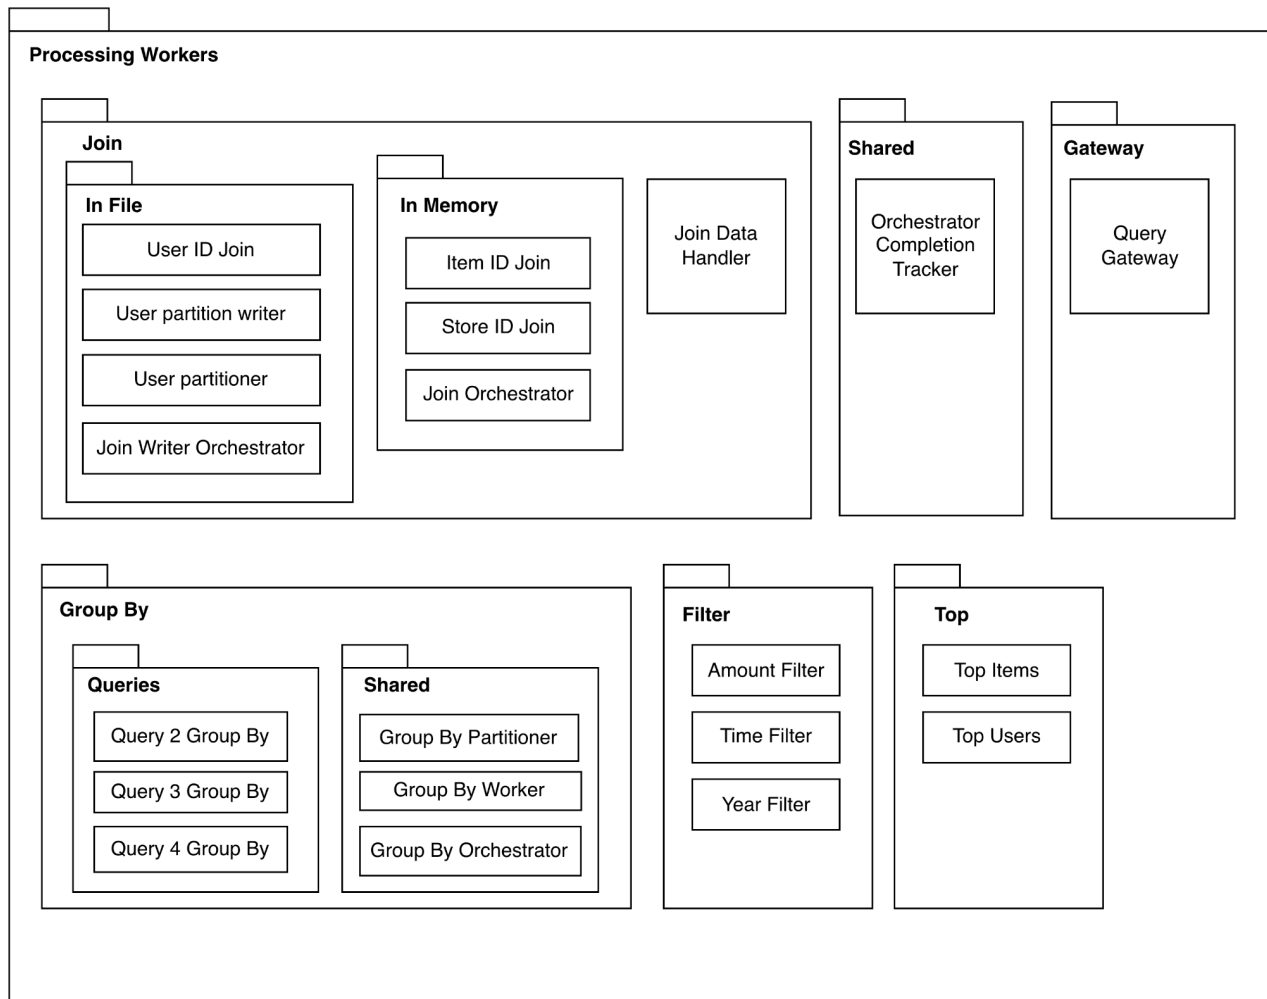 Processing Workers
Join
In File
User ID Join
User partition writer
User partitioner
Join Writer Orchestrator
In Memory
Item ID Join
Store ID Join
Join Orchestrator
Join Data
Handler
Shared
Orchestrator
Completion
Tracker
Gateway
Query
Gateway
Group By
Queries
Query 2 Group By
Query 3 Group By
Query 4 Group By
Shared
Group By Partitioner
Group By Worker
Group By Orchestrator
Filter
Amount Filter
Time Filter
Year Filter
Top
Top Items
Top Users